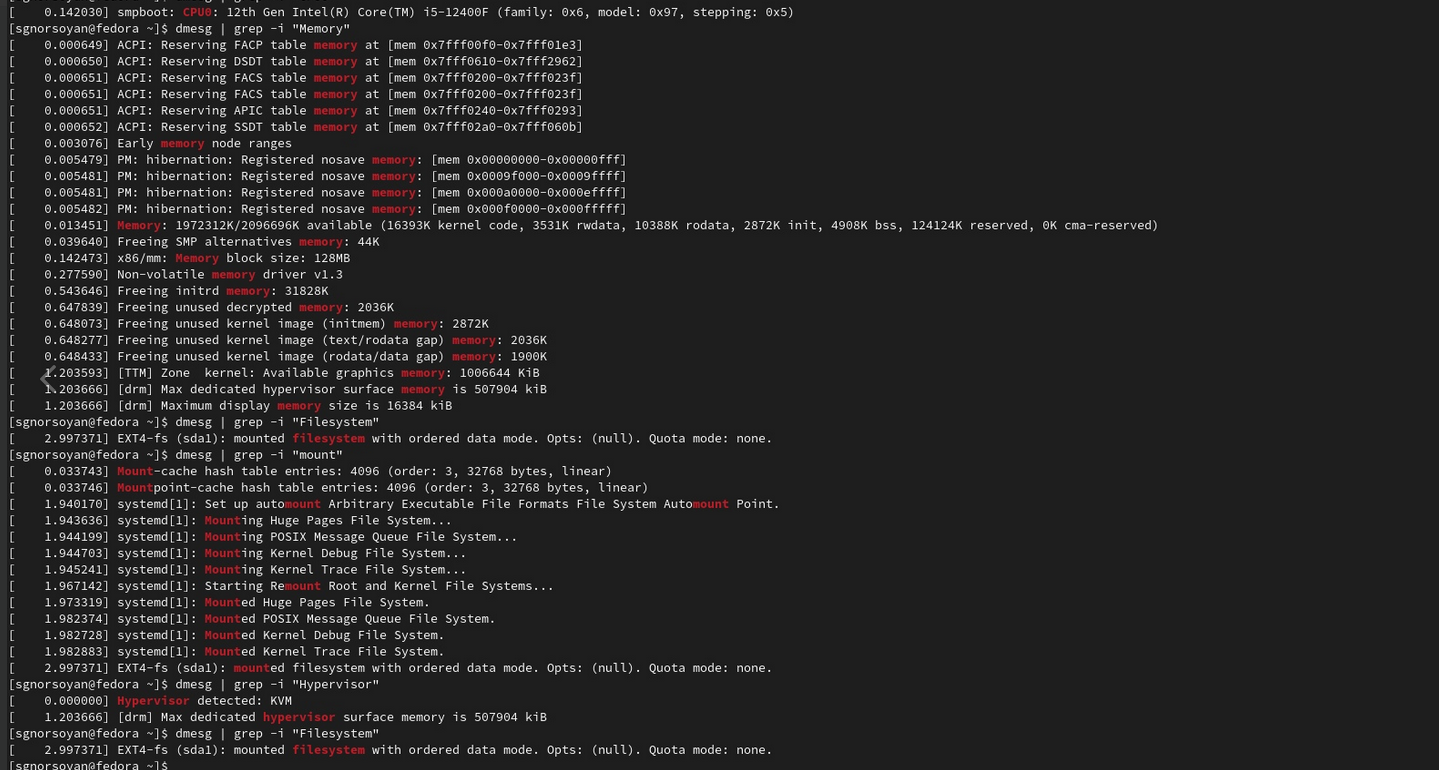 [    0.142030] smpboot: CPU0: 12th Gen Intel(R) Core(TM) i5-12400F (family: 0x6, model: 0x97, stepping: 0x5)
[sgnorsoyan@fedora ~]$ dmesg | grep -i "Memory"
[    0.000649] ACPI: Reserving FACP table memory at [mem 0x7fff00f0-0x7fff01e3]
[    0.000650] ACPI: Reserving DSDT table memory at [mem 0x7fff0610-0x7fff2962]
[    0.000651] ACPI: Reserving FACS table memory at [mem 0x7fff0200-0x7fff023f]
[    0.000651] ACPI: Reserving FACS table memory at [mem 0x7fff0200-0x7fff023f]
[    0.000651] ACPI: Reserving APIC table memory at [mem 0x7fff0240-0x7fff0293]
[    0.000652] ACPI: Reserving SSDT table memory at [mem 0x7fff02a0-0x7fff060b]
[    0.003076] Early memory node ranges
[    0.005479] PM: hibernation: Registered nosave memory: [mem 0x00000000-0x00000fff]
[    0.005481] PM: hibernation: Registered nosave memory: [mem 0x0009f000-0x0009ffff]
[    0.005481] PM: hibernation: Registered nosave memory: [mem 0x000a0000-0x000effff]
[    0.005482] PM: hibernation: Registered nosave memory: [mem 0x000f0000-0x000fffff]
[    0.013451] Memory: 1972312K/2096696K available (16393K kernel code, 3531K rwdata, 10388K rodata, 2872K init, 4908K bss, 124124K reserved, 0K cma-reserved)
[    0.039640] Freeing SMP alternatives memory: 44K
[    0.142473] x86/mm: Memory block size: 128MB
[    0.277590] Non-volatile memory driver v1.3
[    0.543646] Freeing initrd memory: 31828K
[    0.647839] Freeing unused decrypted memory: 2036K
[    0.648073] Freeing unused kernel image (initmem) memory: 2872K
[    0.648277] Freeing unused kernel image (text/rodata gap) memory: 2036K
[    0.648433] Freeing unused kernel image (rodata/data gap) memory: 1900K
[    1.203593] [TTM] Zone  kernel: Available graphics memory: 1006644 KiB
[    1.203666] [drm] Max dedicated hypervisor surface memory is 507904 kiB
[    1.203666] [drm] Maximum display memory size is 16384 kiB
[sgnorsoyan@fedora ~]$ dmesg | grep -i "Filesystem"
[    2.997371] EXT4-fs (sda1): mounted filesystem with ordered data mode. Opts: (null). Quota mode: none.
[sgnorsoyan@fedora ~]$ dmesg | grep -i "mount"
[    0.033743] Mount-cache hash table entries: 4096 (order: 3, 32768 bytes, linear)
[    0.033746] Mountpoint-cache hash table entries: 4096 (order: 3, 32768 bytes, linear)
[    1.940170] systemd[1]: Set up automount Arbitrary Executable File Formats File System Automount Point.
[    1.943636] systemd[1]: Mounting Huge Pages File System...
[    1.944199] systemd[1]: Mounting POSIX Message Queue File System...
[    1.944703] systemd[1]: Mounting Kernel Debug File System...
[    1.945241] systemd[1]: Mounting Kernel Trace File System...
[    1.967142] systemd[1]: Starting Remount Root and Kernel File Systems...
[    1.973319] systemd[1]: Mounted Huge Pages File System.
[    1.982374] systemd[1]: Mounted POSIX Message Queue File System.
[    1.982728] systemd[1]: Mounted Kernel Debug File System.
[    1.982883] systemd[1]: Mounted Kernel Trace File System.
[    2.997371] EXT4-fs (sda1): mounted filesystem with ordered data mode. Opts: (null). Quota mode: none.
[sgnorsoyan@fedora ~]$ dmesg | grep -i "Hypervisor"
[    0.000000] Hypervisor detected: KVM
[    1.203666] [drm] Max dedicated hypervisor surface memory is 507904 kiB
[sgnorsoyan@fedora ~]$ dmesg | grep -i "Filesystem"
[    2.997371] EXT4-fs (sda1): mounted filesystem with ordered data mode. Opts: (null). Quota mode: none.
[sgnorsoyan@fedora ~]$